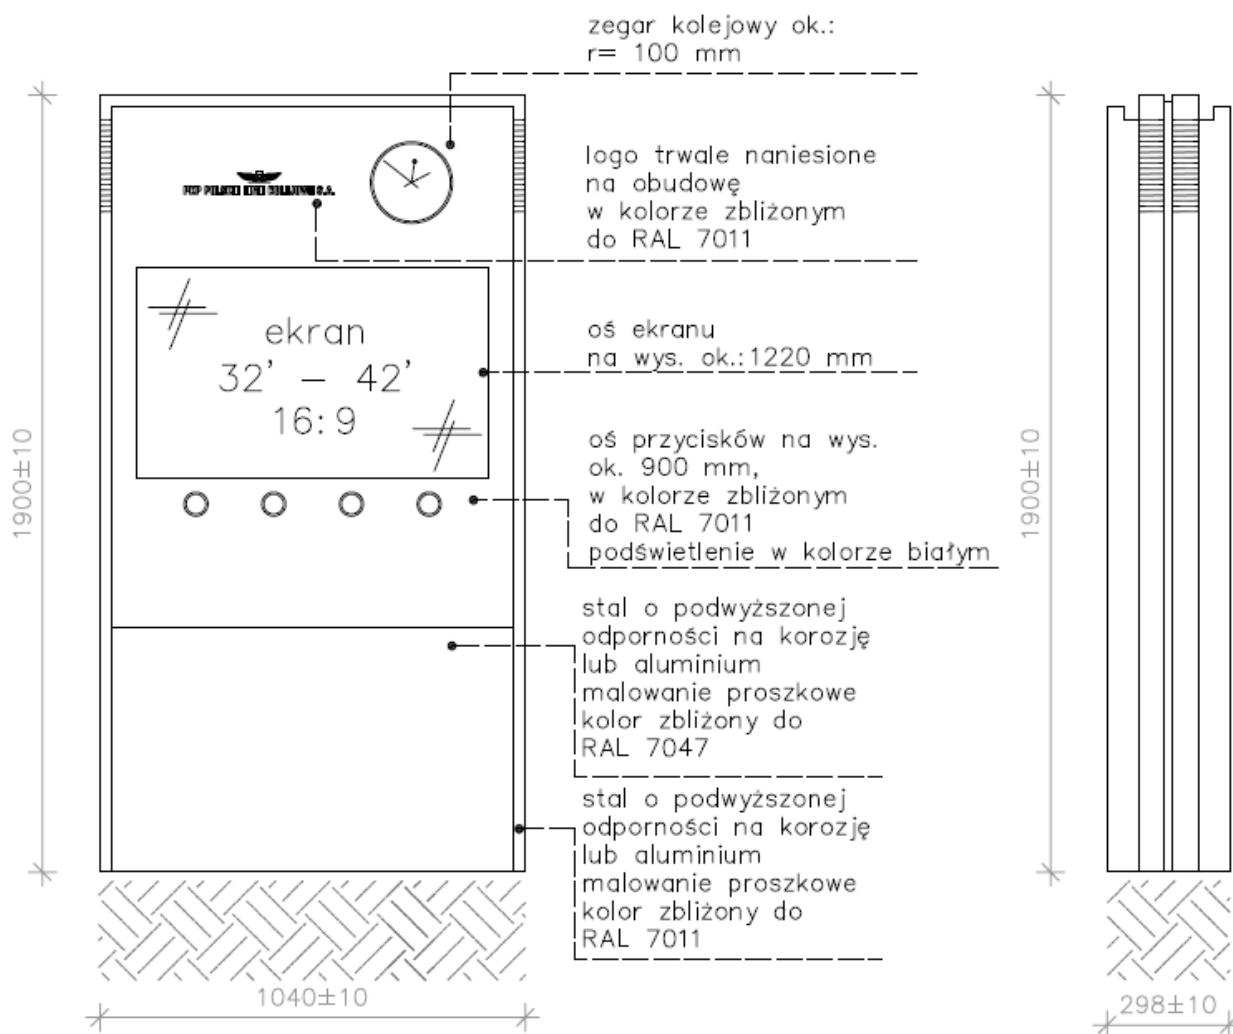 zegar kolejowy ok.:
r= 100 mm
logo trwale naniesione
na obudowę
w kolorze zbliżonym
do RAL 7011
PKP POLSKIE LINIE KOLEJOWE S.A.
ekran
32' – 42'
16:9
oś ekranu
na wys. ok.:1220 mm
oś przycisków na wys.
ok. 900 mm,
w kolorze zbliżonym
do RAL 7011
podświetlenie w kolorze białym
stal o podwyższonej
odporności na korozję
lub aluminium
malowanie proszkowe
kolor zbliżony do
RAL 7047
stal o podwyższonej
odporności na korozję
lub aluminium
malowanie proszkowe
kolor zbliżony do
RAL 7011
1900±10
1900±10
1040±10
298±10